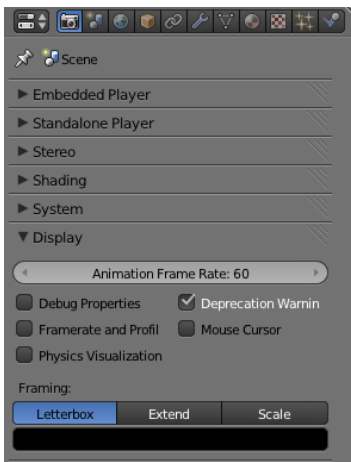 Scene
Embedded Player
Standalone Player
Stereo
Shading
System
Display
Animation Frame Rate: 60
Debug Properties
Deprecation Warnin
Framerate and Profil
Mouse Cursor
Physics Visualization
Framing:
Letterbox Extend Scale